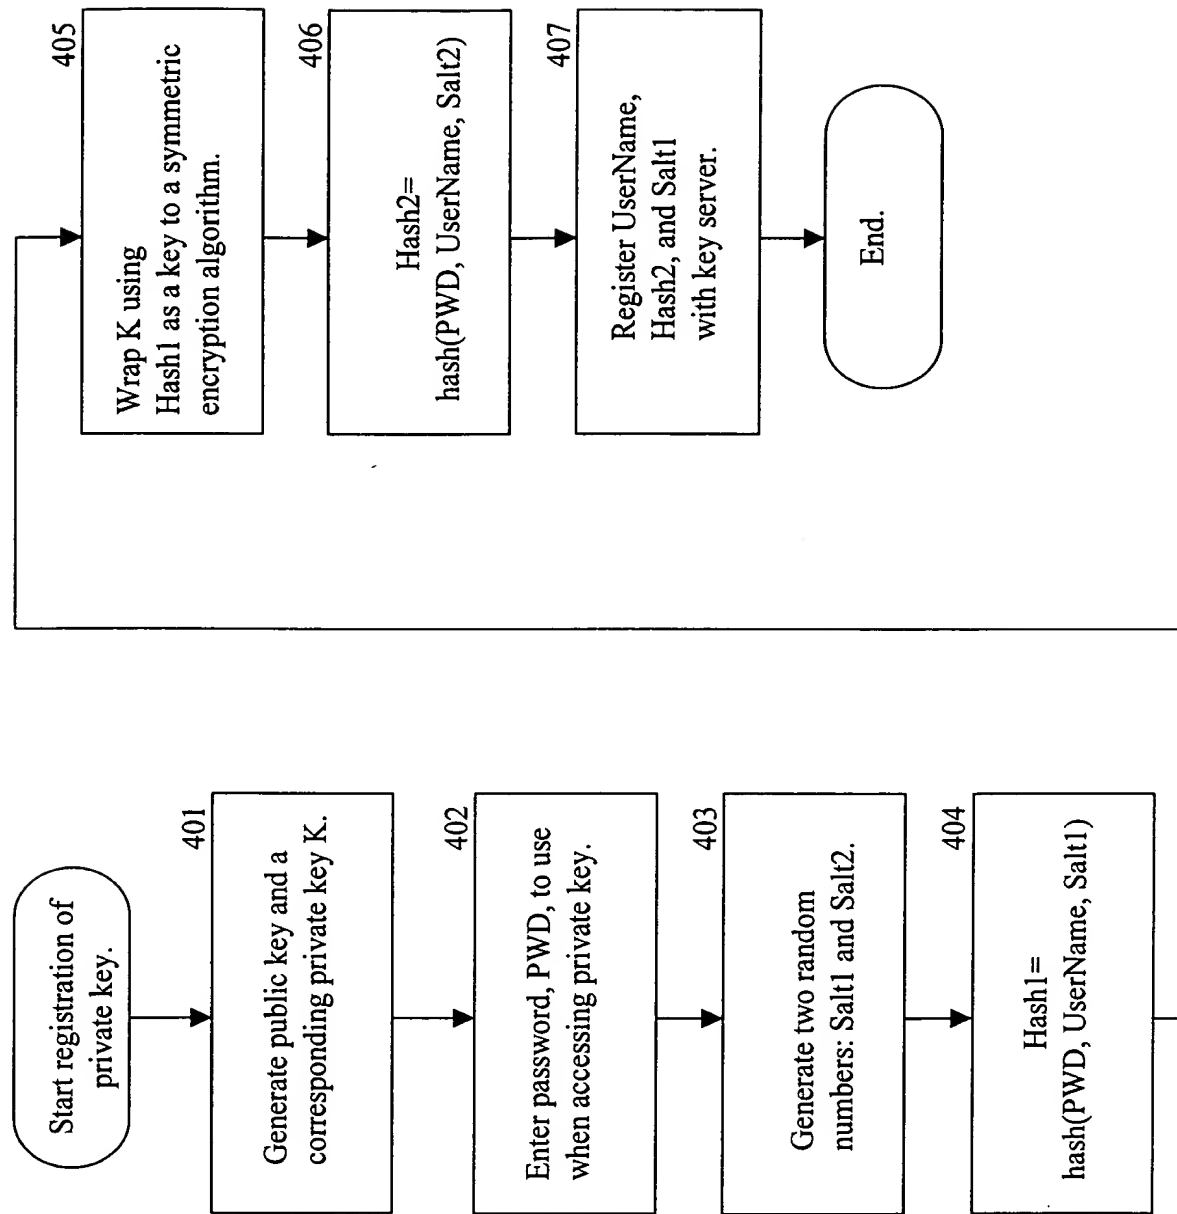 Start registration of
private key.
401
Generate public key and a
corresponding private key K.
402
Enter password, PWD, to use
when accessing private key.
403
Generate two random
numbers: Salt1 and Salt2.
404
Hash1=
hash(PWD, UserName, Salt1)
405
Wrap K using
Hash1 as a key to a symmetric
encryption algorithm.
406
Hash2=
hash(PWD, UserName, Salt2)
407
Register UserName,
Hash2, and Salt1
with key server.
End.